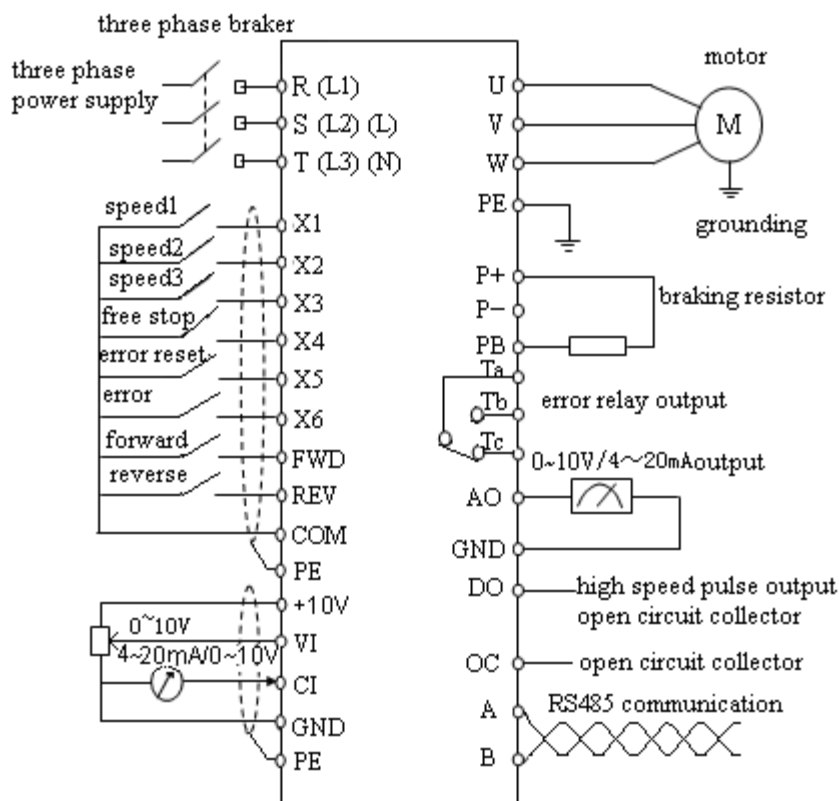 three phase braker
three phase
power supply
R (L1)
S (L2) (L)
T (L3) (N)
speed1
X1
speed2
X2
speed3
X3
free stop
X4
error reset
X5
error
X6
forward
FWD
reverse
REV
COM
PE
+10V
0~10V
VI
4~20mA/0~10V
CI
GND
PE
U
motor
V
M
W
PE
grounding
P+
braking resistor
P-
PB
Ta
Tb
error relay output
Tc
0~10V/4~20mAoutput
AO
GND
DO
high speed pulse output
open circuit collector
OC
open circuit collector
A
RS485 communication
B